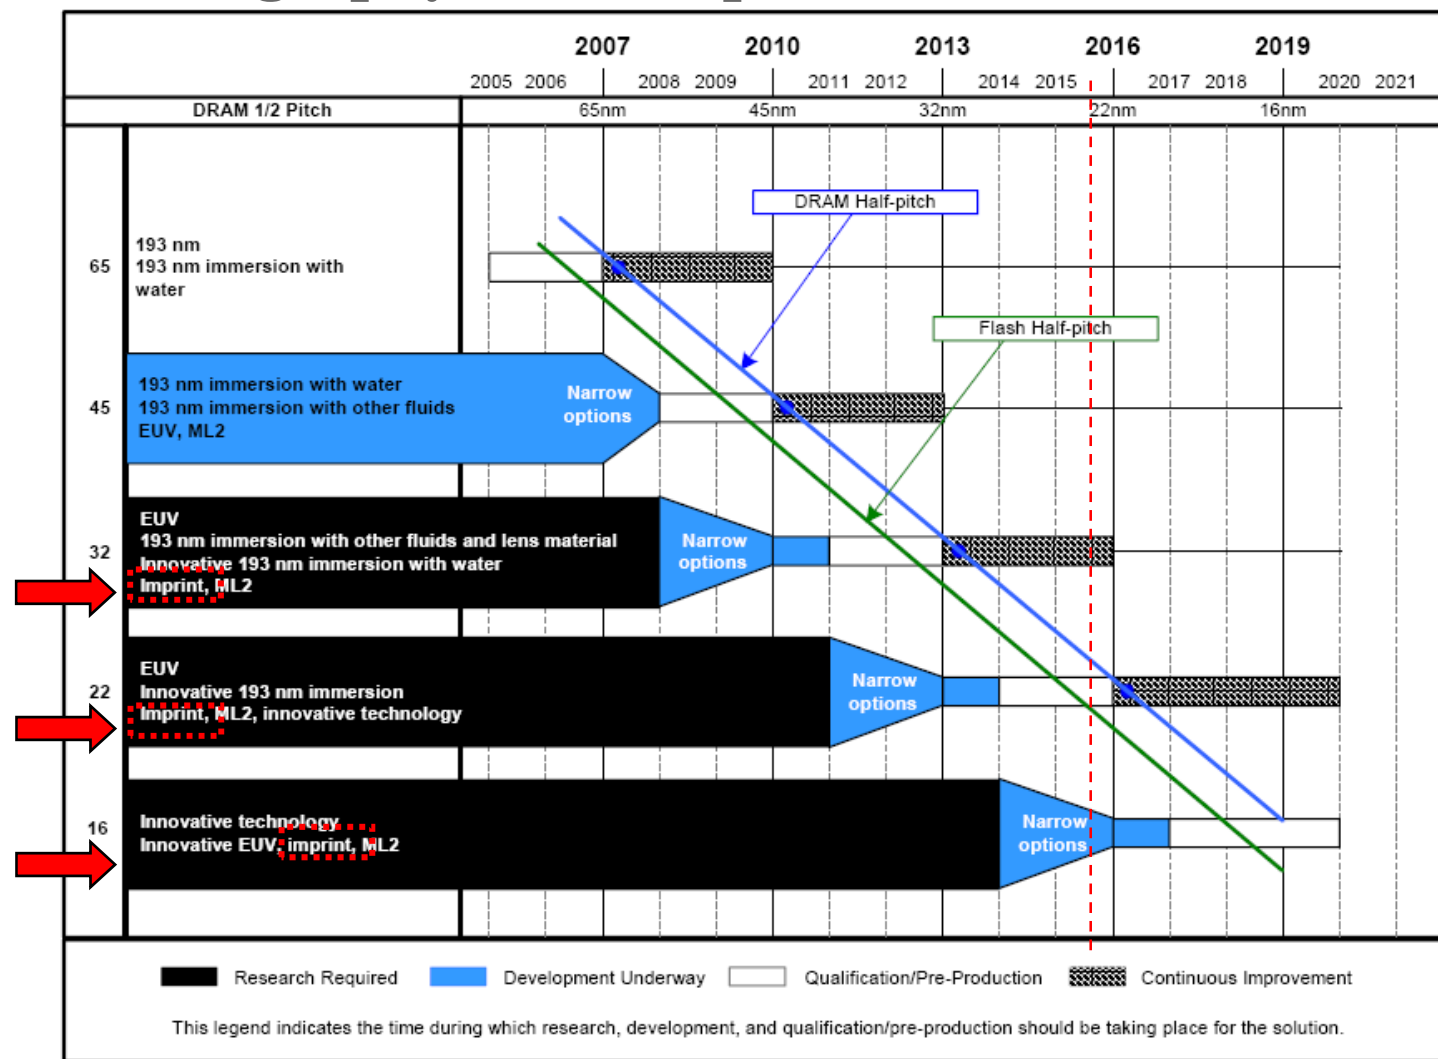 2007 2010 2013 2016 2019
2005 2006 2008 2009 2011 2012 2014 2015 2017 2018 2020 2021
DRAM 1/2 Pitch 65nm 45nm 32nm 22nm 16nm
DRAM Half-pitch
65
193 nm
193 nm immersion with
water
Flash Half-pitch
45
193 nm immersion with water
193 nm immersion with other fluids
EUV, ML2
Narrow
options
32
EUV
193 nm immersion with other fluids and lens material
Innovative 193 nm immersion with water
Imprint, ML2
Narrow
options
22
EUV
Innovative 193 nm immersion
Imprint, ML2, innovative technology
Narrow
options
16
Innovative technology
Innovative EUV, imprint, ML2
Narrow
options
Research Required Development Underway Qualification/Pre-Production Continuous Improvement
This legend indicates the time during which research, development, and qualification/pre-production should be taking place for the solution.